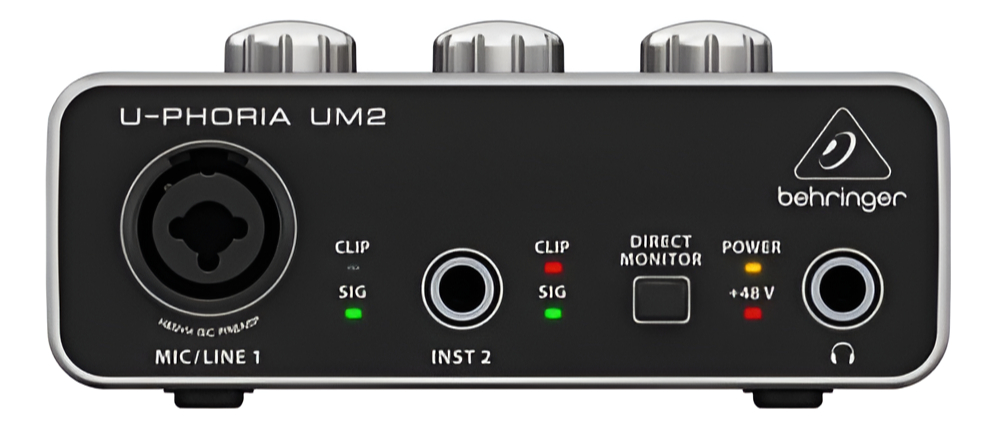 U-PHORIA UM2
behringer
CLIP
SIG
CLIP
SIG
DIRECT
MONITOR
POWER
+48 V
MIC/LINE 1
INST 2